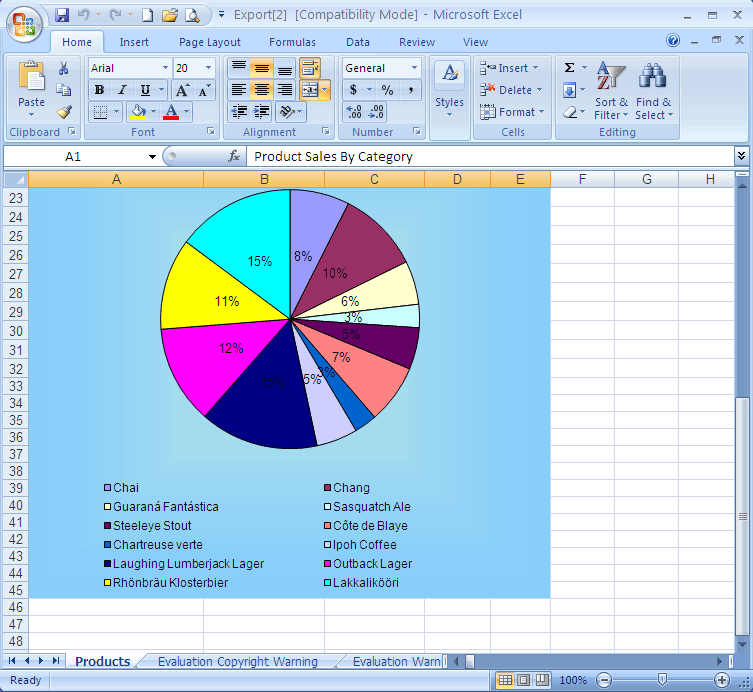 Export[2] [Compatibility Mode] - Microsoft Excel
Home Insert Page Layout Formulas Data Review View
Arial 20 General Insert Σ
Paste B I U A A $ % , Styles Delete Sort & Filter Find & Select
A Format
Clipboard Font Alignment Number Cells Editing
A1 fx Product Sales By Category
A B C D E F G H
23
24
25
26 15% 8%
27 10%
28 11% 6%
29 3%
30 5%
31 12% 7%
32 5% 3%
33 15%
34
35
36
37
38
39 Chai Chang
40 Guaraná Fantástica Sasquatch Ale
41 Steeleye Stout Côte de Blaye
42 Chartreuse verte Ipoh Coffee
43 Laughing Lumberjack Lager Outback Lager
44 Rhönbräu Klosterbier Lakkalikööri
45
46
47
48
Products Evaluation Copyright Warning Evaluation Warn
Ready 100%